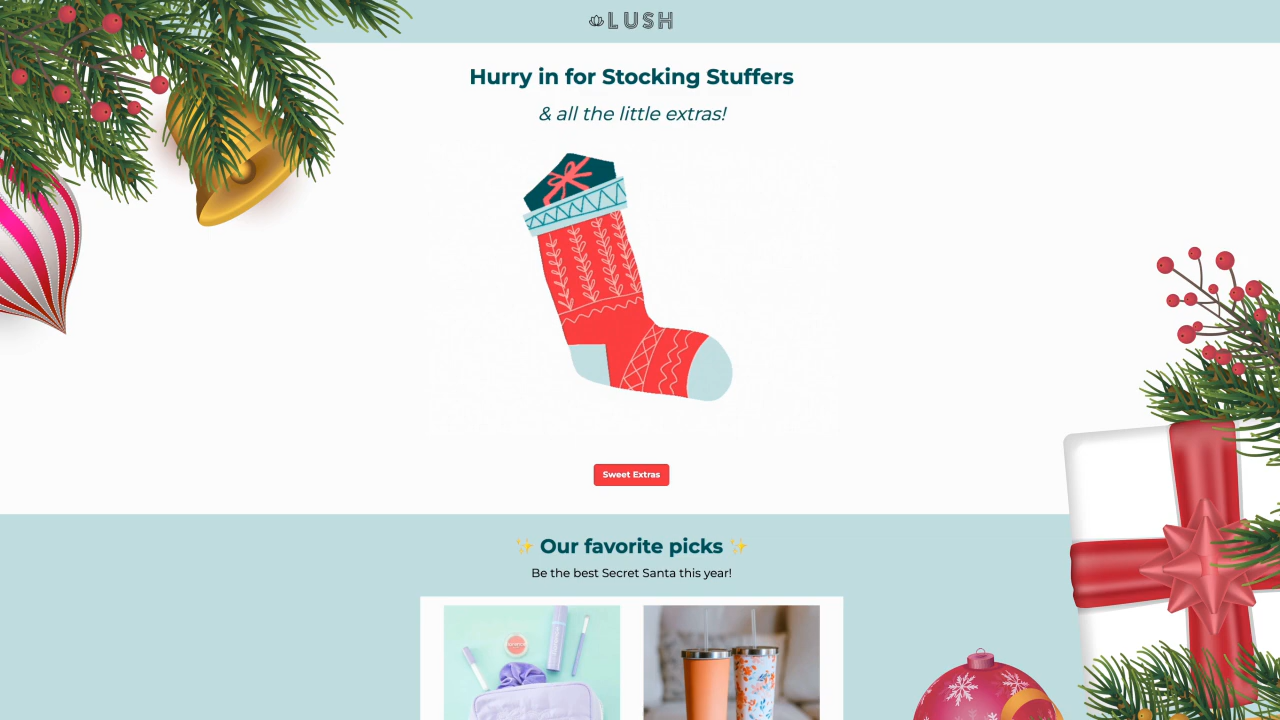 LUSH
Hurry in for Stocking Stuffers
& all the little extras!
Sweet Extras
✨ Our favorite picks ✨
Be the best Secret Santa this year!